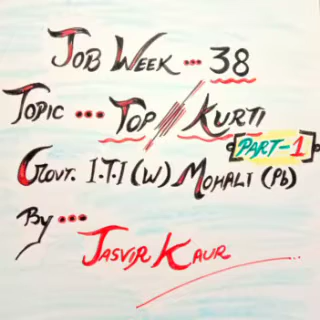 JOB WEEK ... 38
TOPIC ... TOP / KURTI
PART-1
GOVT. I.T.I (W) MOHALI (Pb)
By ...
JASVIR KAUR